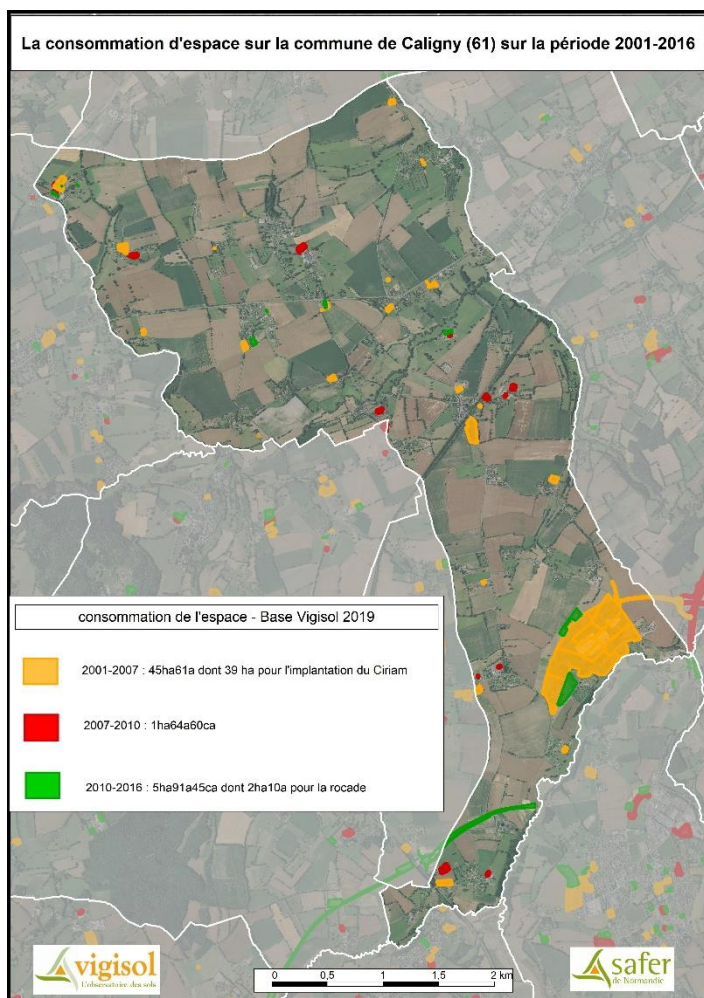 La consommation d'espace sur la commune de Caligny (61) sur la période 2001-2016
consommation de l'espace - Base Vigisol 2019
2001-2007 : 45ha61a dont 39 ha pour l'implantation du Ciriam
2007-2010 : 1ha64a60ca
2010-2016 : 5ha91a45ca dont 2ha10a pour la rocade
vigisol
L'observatoire des sols
0 0,5 1 2 km
safer
de Normandie